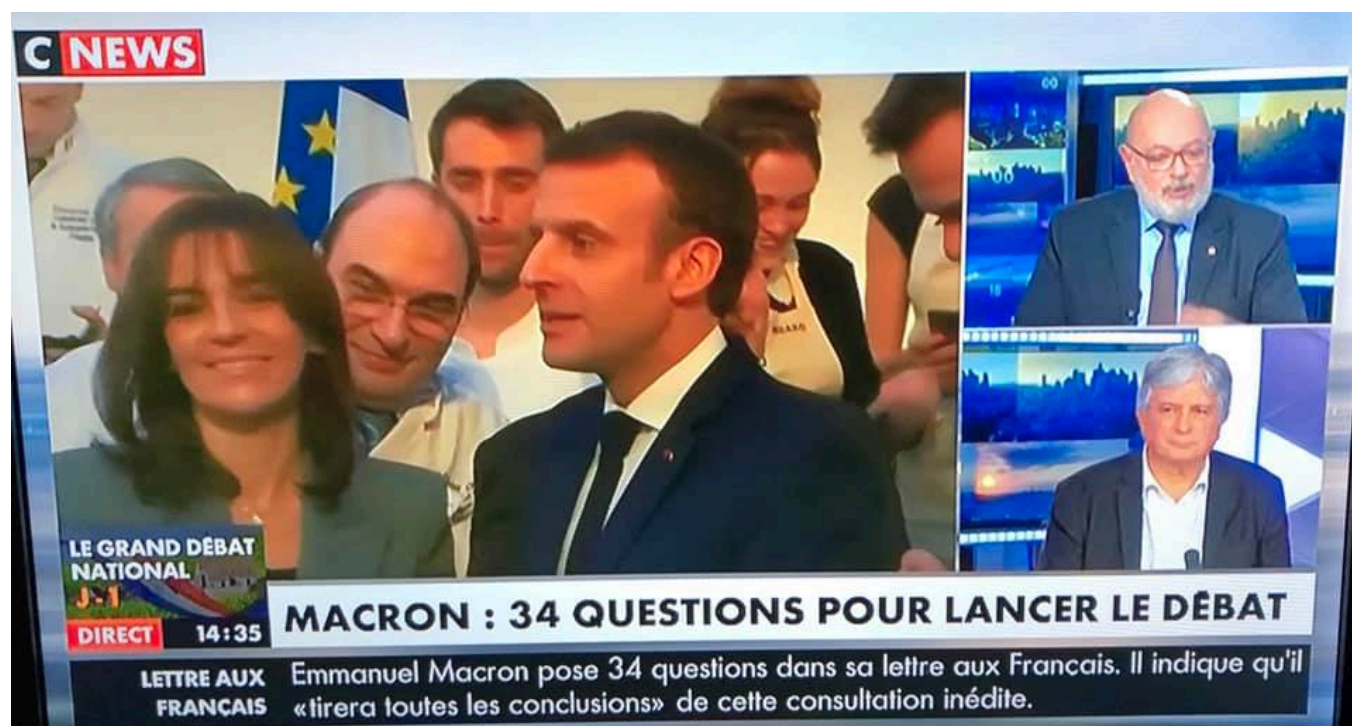 C NEWS
LE GRAND DÉBAT
NATIONAL
J-1
DIRECT 14:35
MACRON : 34 QUESTIONS POUR LANCER LE DÉBAT
LETTRE AUX
FRANÇAIS
Emmanuel Macron pose 34 questions dans sa lettre aux Francais. Il indique qu'il
«tirera toutes les conclusions» de cette consultation inédite.